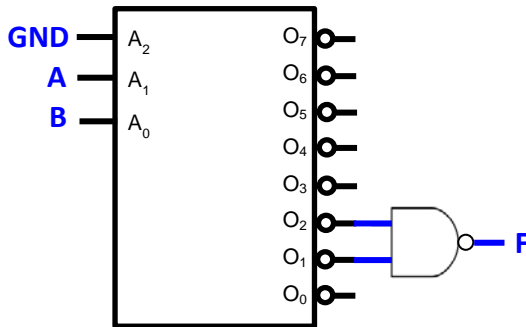 GND A₂
A A₁
B A₀
O₇
O₆
O₅
O₄
O₃
O₂
O₁
O₀
F